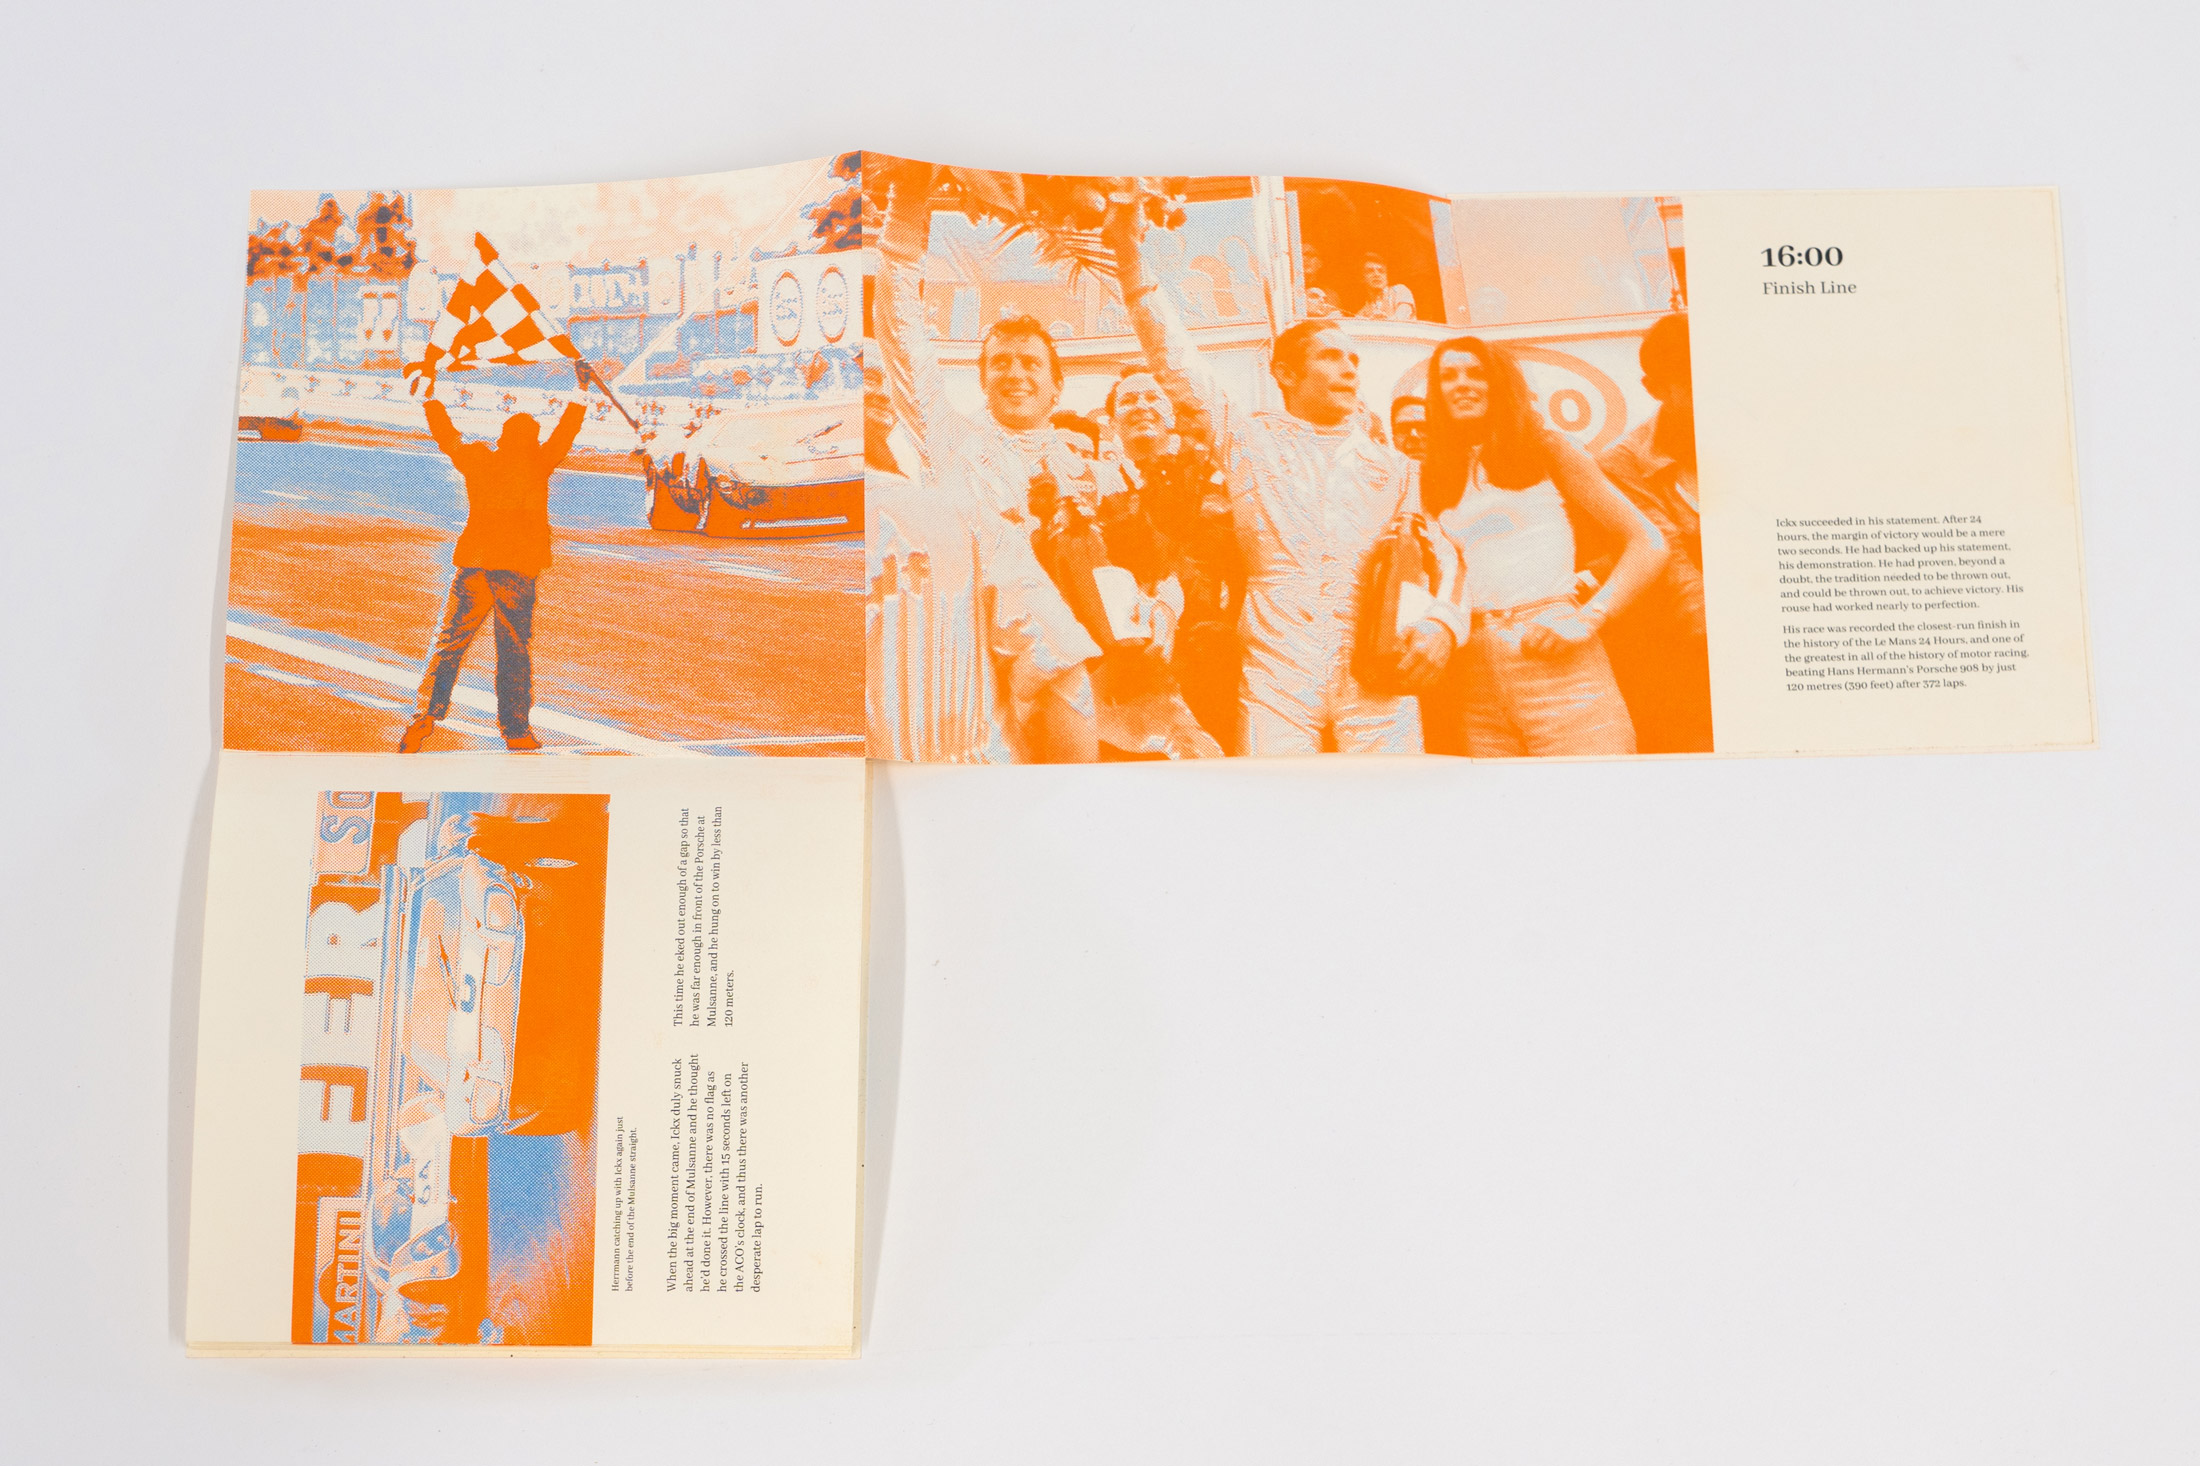 16:00
Finish Line
Ickx succeeded in his statement. After 24
hours, the margin of victory would be a mere
two seconds. He had backed up his statement,
his demonstration. He had proven, beyond a
doubt, the tradition needed to be thrown out,
and could be thrown out, to achieve victory. His
rouse had worked nearly to perfection.
His race was recorded the closest-run finish in
the history of the Le Mans 24 Hours, and one of
the greatest in all of the history of motor racing,
beating Hans Hermann's Porsche 908 by just
120 metres (390 feet) after 372 laps.
MARTINI
64
Herrmann catching up with Ickx again just
before the end of the Mulsanne straight.
When the big moment came, Ickx duly snuck
ahead at the end of Mulsanne and he thought
he'd done it. However, there was no flag as
he crossed the line with 15 seconds left on
the ACO's clock, and thus there was another
desperate lap to run.
This time he eked out enough of a gap so that
he was far enough in front of the Porsche at
Mulsanne, and he hung on to win by less than
120 meters.